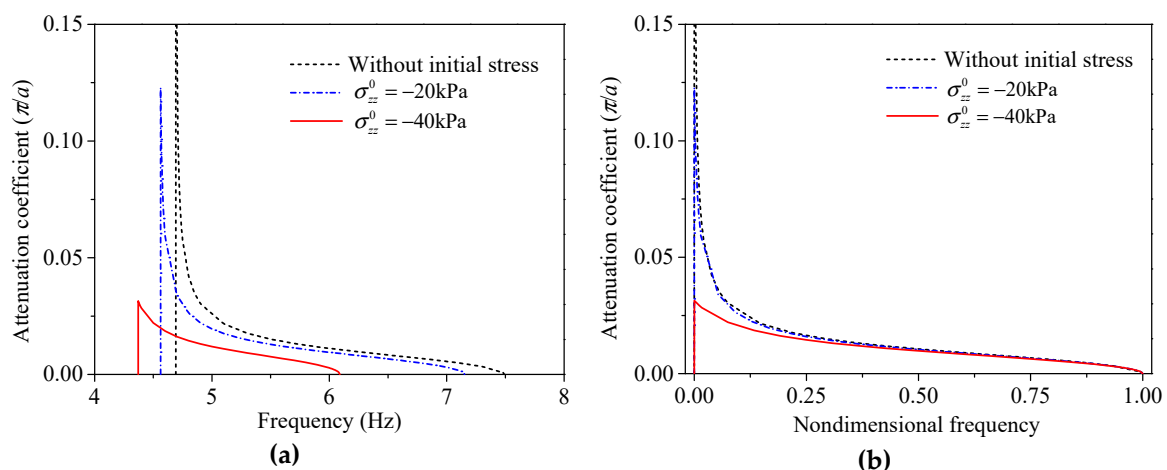 0.15
0.10
0.05
0.00
Attenuation coefficient (π/a)
Without initial stress
σ⁰zz = −20kPa
σ⁰zz = −40kPa
4 5 6 7 8
Frequency (Hz)
(a)
0.15
0.10
0.05
0.00
Attenuation coefficient (π/a)
Without initial stress
σ⁰zz = −20kPa
σ⁰zz = −40kPa
0.00 0.25 0.50 0.75 1.00
Nondimensional frequency
(b)